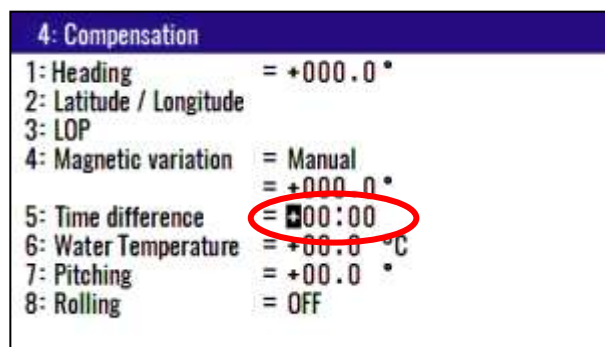 4: Compensation
1: Heading = +000.0°
2: Latitude / Longitude
3: LOP
4: Magnetic variation = Manual
= +000.0°
5: Time difference = +00:00
6: Water Temperature = +00.0 °C
7: Pitching = +00.0 °
8: Rolling = OFF